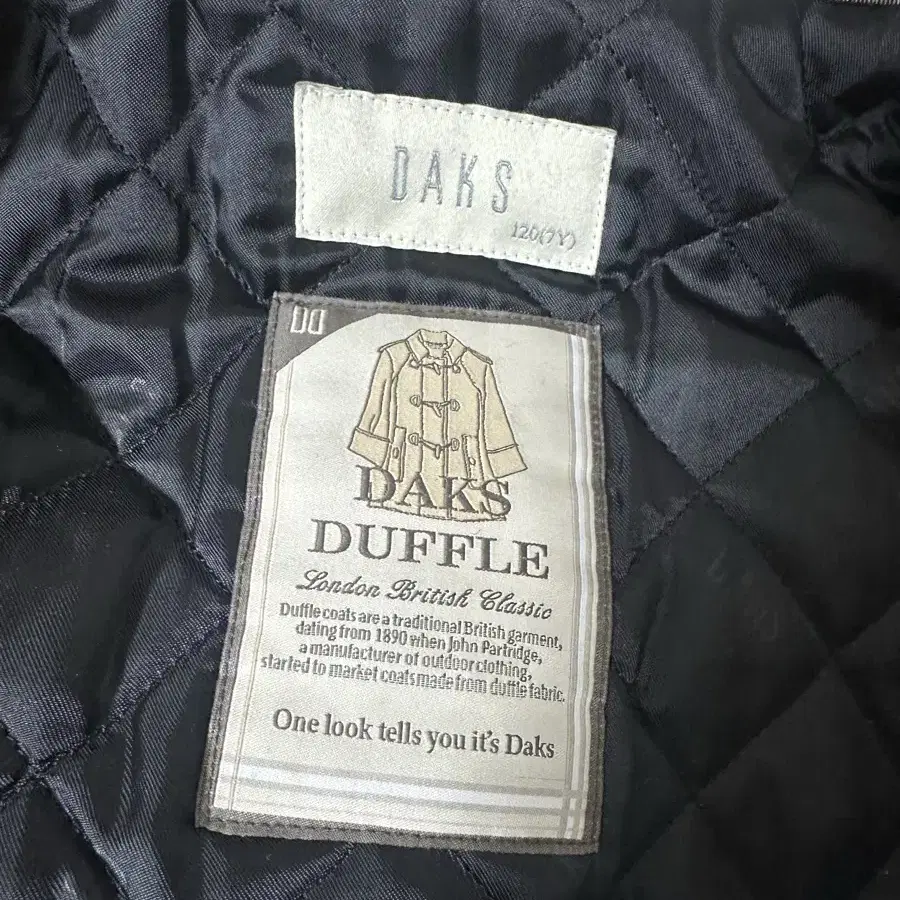 DAKS
120(7Y)
DD
DAKS
DUFFLE
London British Classic
Duffle coats are a traditional British garment,
dating from 1890 when John Partridge,
a manufacturer of outdoor clothing,
started to market coats made from duffle fabric.
One look tells you it's Daks